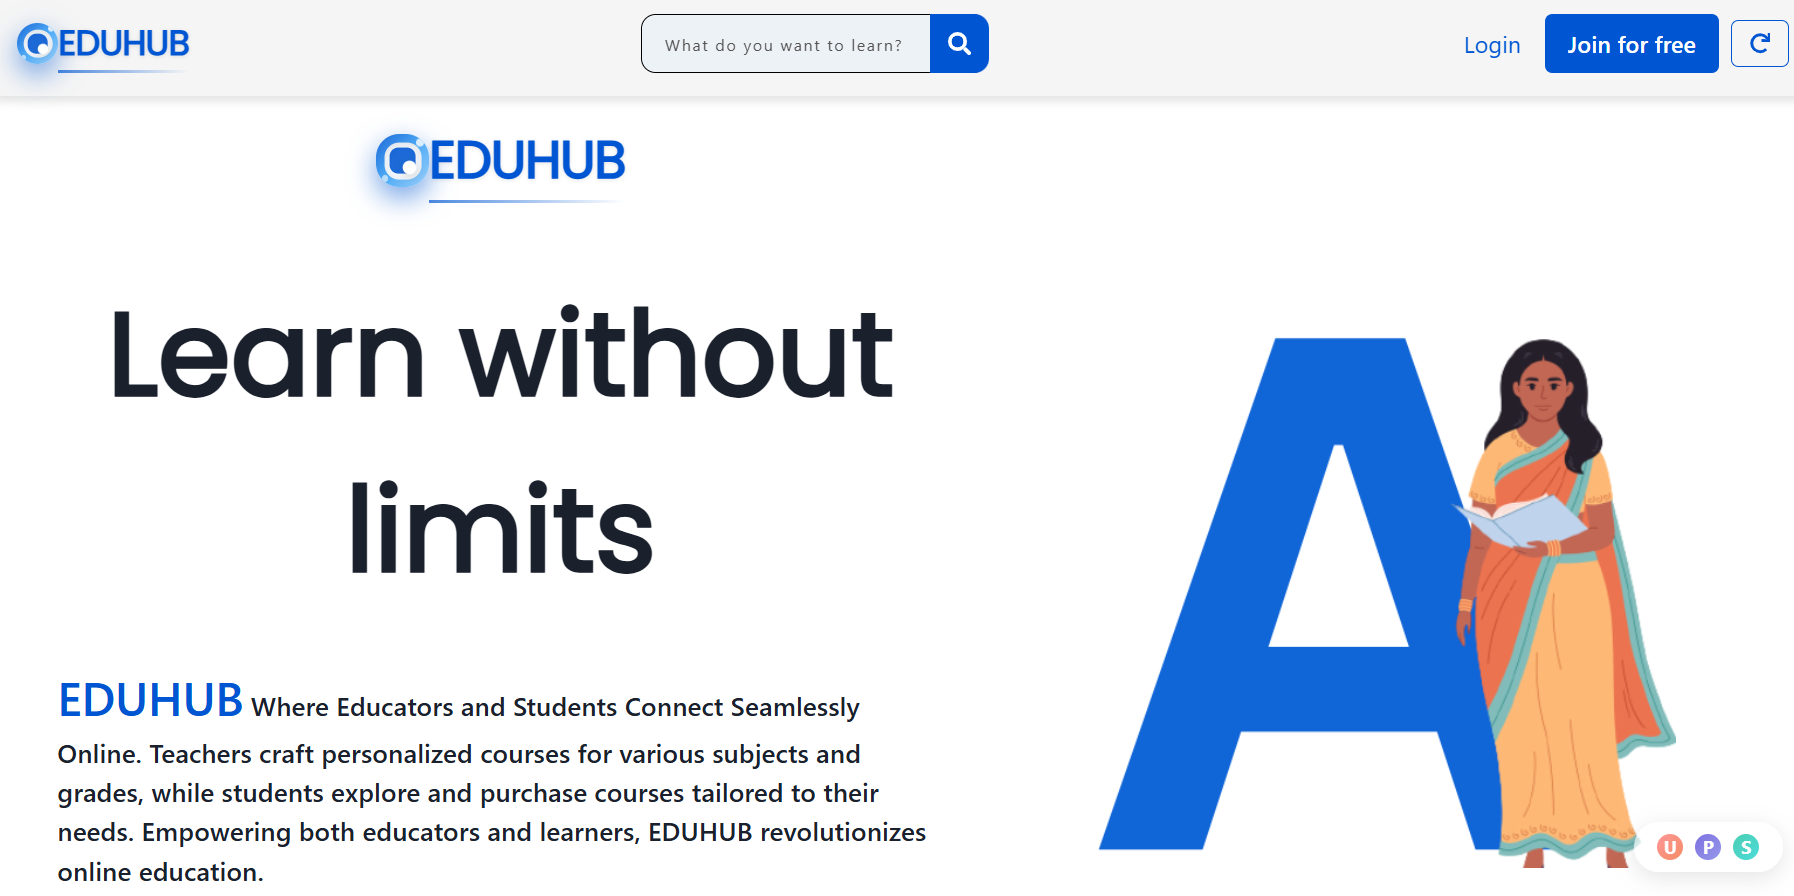 EDUHUB
What do you want to learn?
Login
Join for free
EDUHUB
Learn without
limits
EDUHUB Where Educators and Students Connect Seamlessly
Online. Teachers craft personalized courses for various subjects and
grades, while students explore and purchase courses tailored to their
needs. Empowering both educators and learners, EDUHUB revolutionizes
online education.
A
U P S